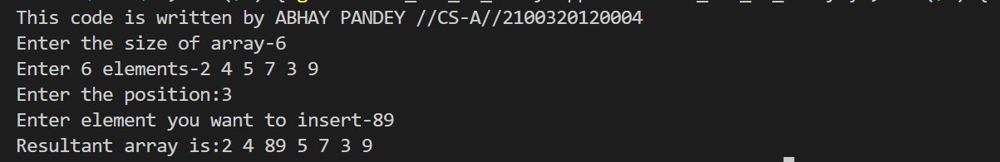 This code is written by ABHAY PANDEY //CS-A//2100320120004
Enter the size of array-6
Enter 6 elements-2 4 5 7 3 9
Enter the position:3
Enter element you want to insert-89
Resultant array is:2 4 89 5 7 3 9